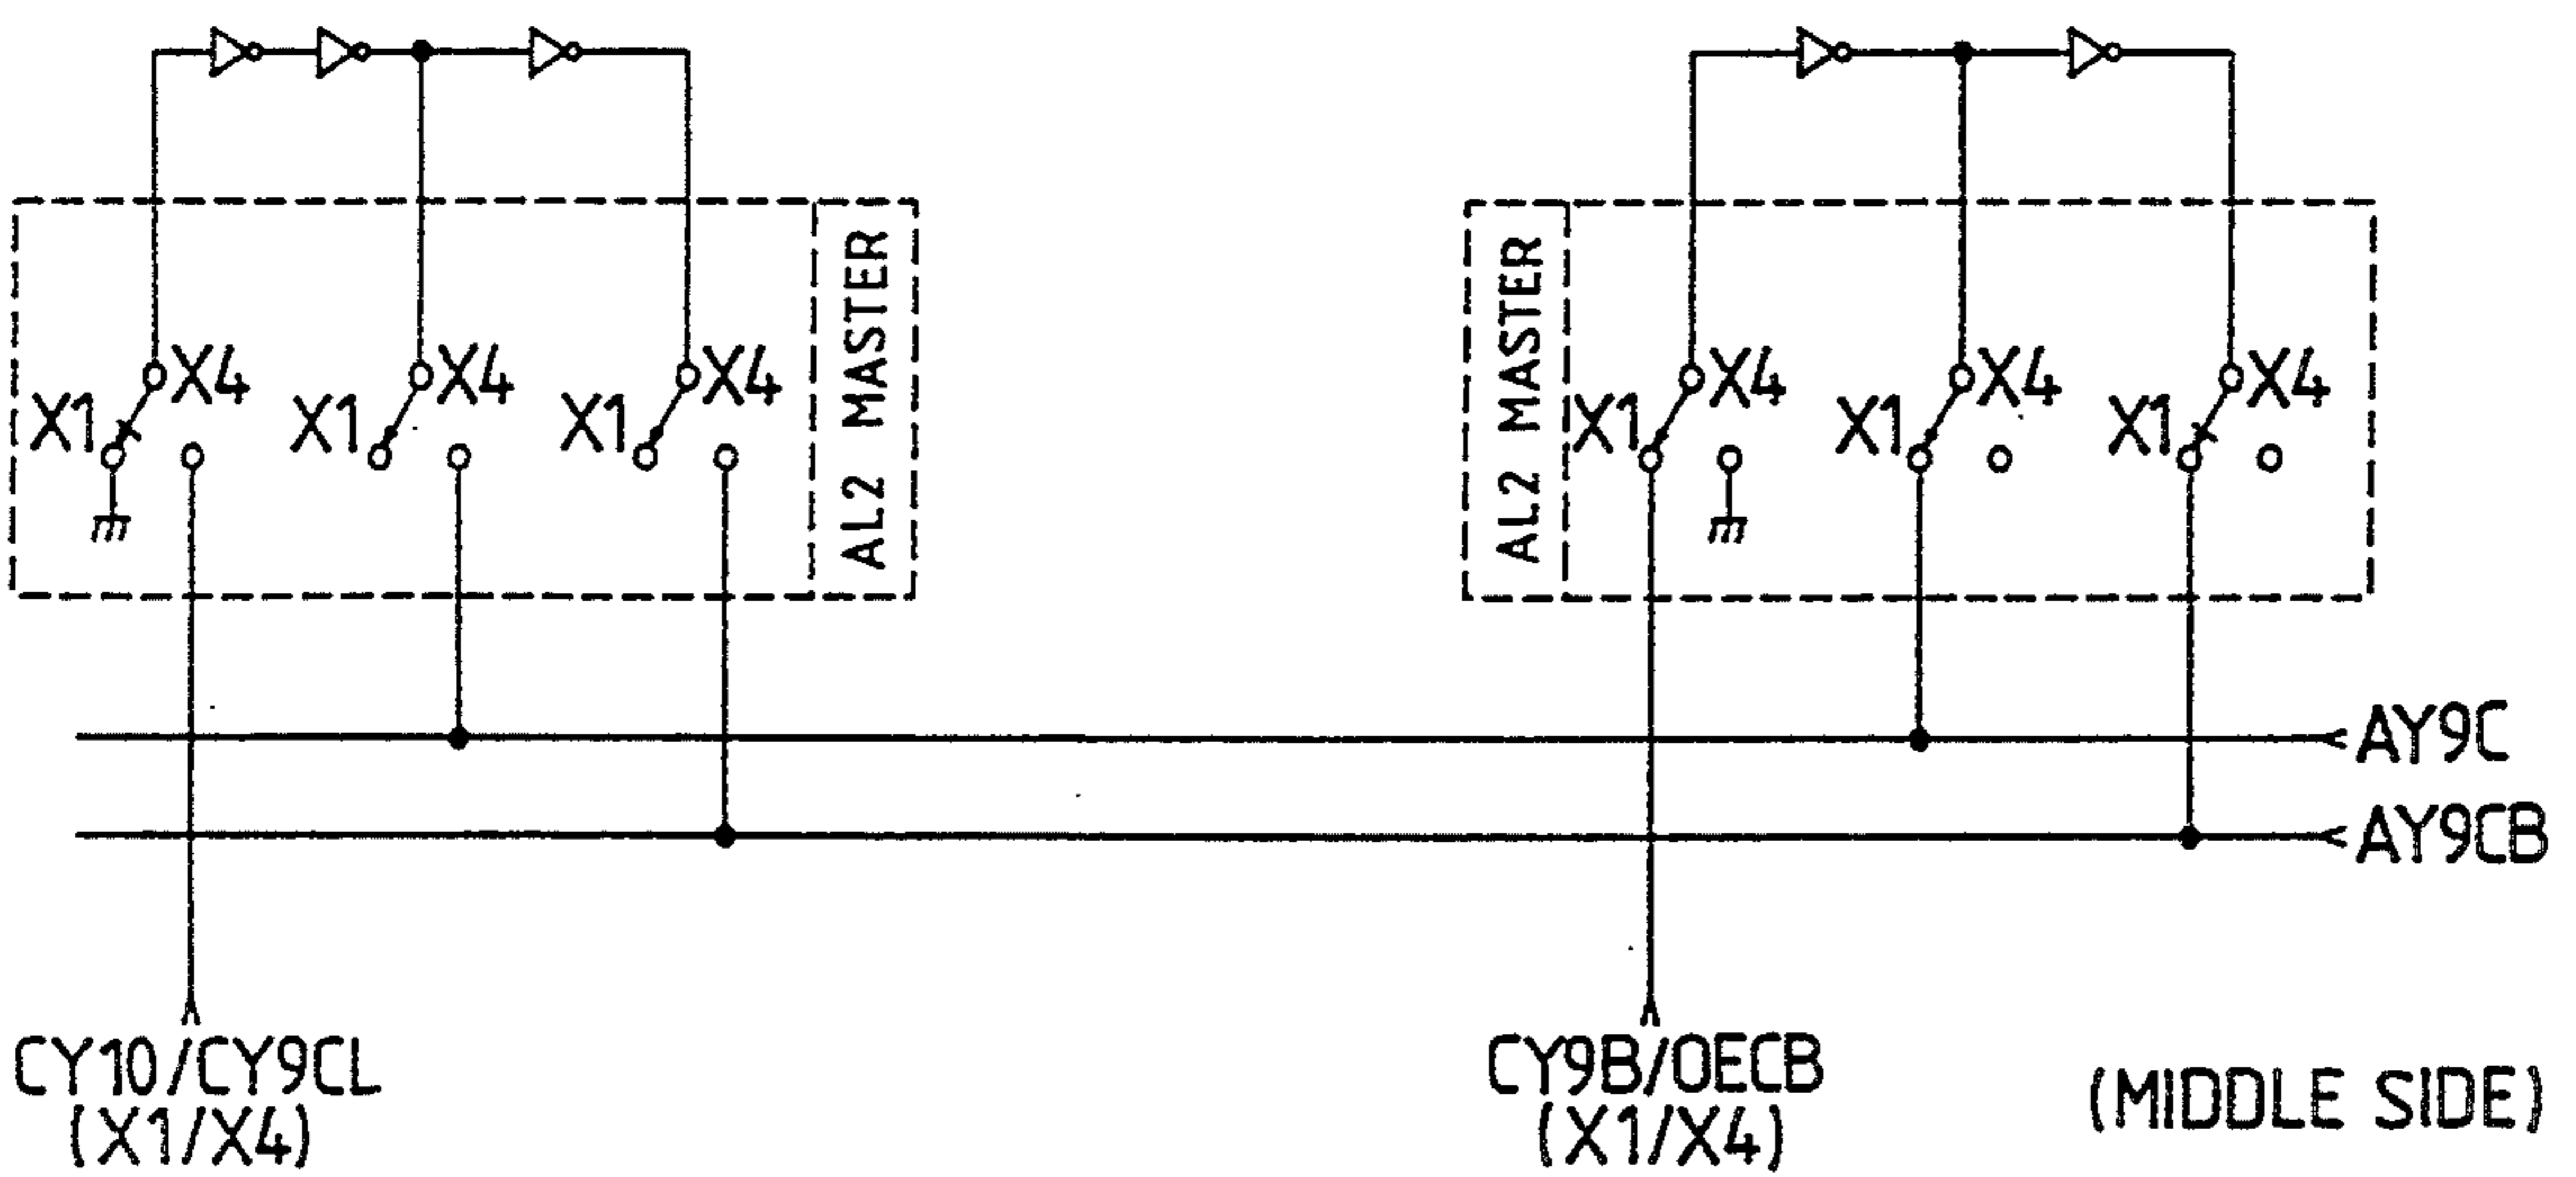 X1 X4 X1 X4 X1 X4
AL2 MASTER
AL2 MASTER
X1 X4 X1 X4 X1 X4
AY9C
AY9CB
CY10/CY9CL
(X1/X4)
CY9B/OECB
(X1/X4)
(MIDDLE SIDE)